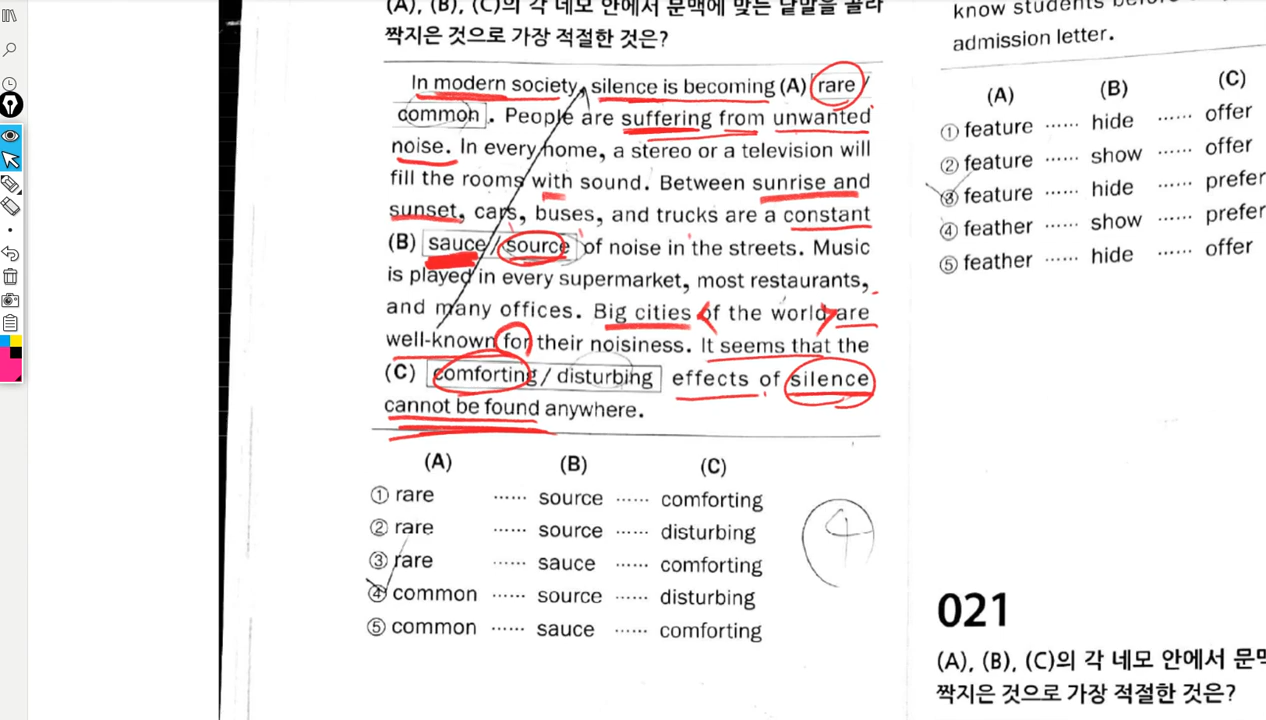 (A), (B), (C)의 각 네모 안에서 문맥에 맞는 낱말을 골라
짝지은 것으로 가장 적절한 것은?
In modern society, silence is becoming (A) rare /
common. People are suffering from unwanted
noise. In every home, a stereo or a television will
fill the rooms with sound. Between sunrise and
sunset, cars, buses, and trucks are a constant
(B) sauce / source of noise in the streets. Music
is played in every supermarket, most restaurants,
and many offices. Big cities of the world are
well-known for their noisiness. It seems that the
(C) comforting / disturbing effects of silence
cannot be found anywhere.
(A) (B) (C)
① rare ...... source ...... comforting
② rare ...... source ...... disturbing
③ rare ...... sauce ...... comforting
④ common ...... source ...... disturbing
⑤ common ...... sauce ...... comforting
4
know students
admission letter.
(A) (B) (C)
① feature ...... hide ...... offer
② feature ...... show ...... offer
③ feature ...... hide ...... prefer
④ feather ...... show ...... prefer
⑤ feather ...... hide ...... offer
021
(A), (B), (C)의 각 네모 안에서
짝지은 것으로 가장 적절한 것은?